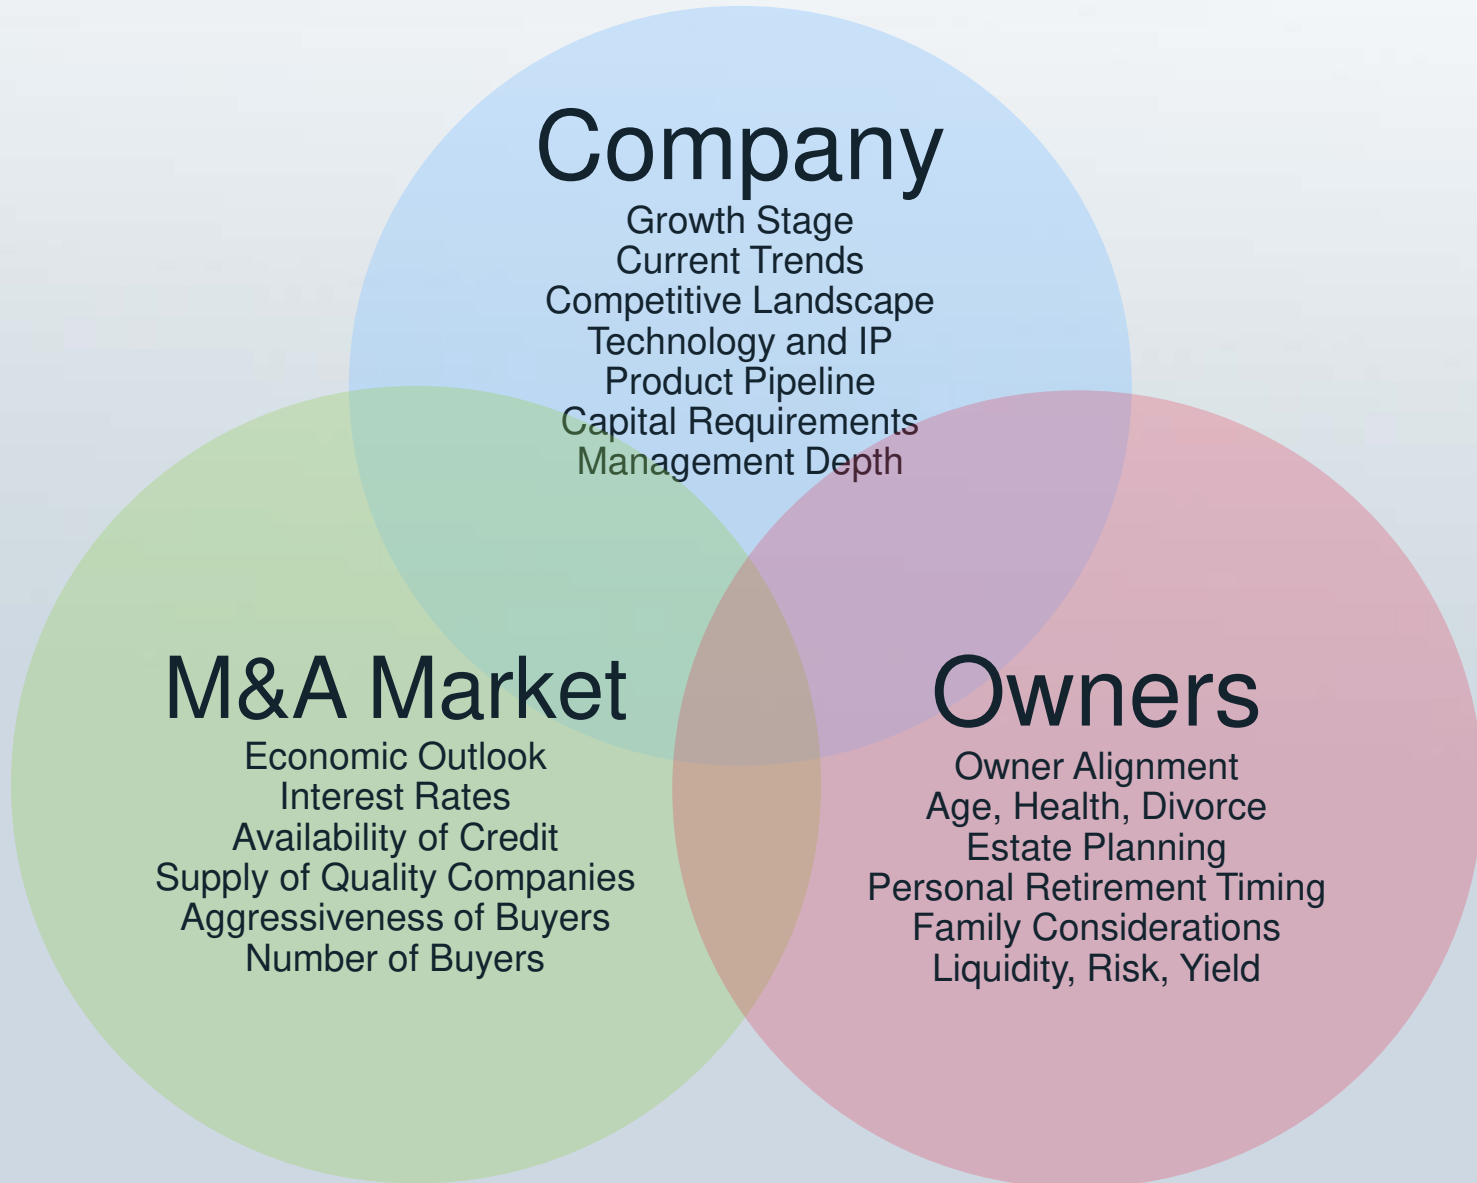 Company
Growth Stage
Current Trends
Competitive Landscape
Technology and IP
Product Pipeline
Capital Requirements
Management Depth
M&A Market
Economic Outlook
Interest Rates
Availability of Credit
Supply of Quality Companies
Aggressiveness of Buyers
Number of Buyers
Owners
Owner Alignment
Age, Health, Divorce
Estate Planning
Personal Retirement Timing
Family Considerations
Liquidity, Risk, Yield